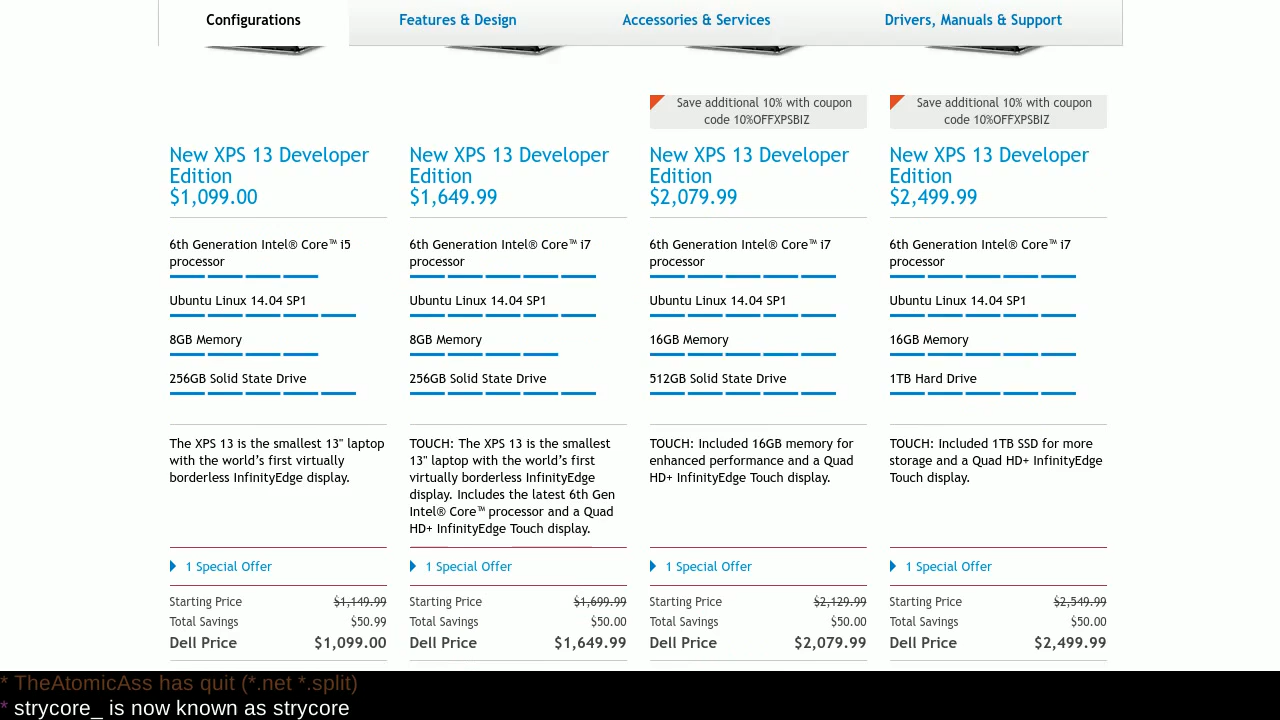 Configurations
Features & Design
Accessories & Services
Drivers, Manuals & Support
Save additional 10% with coupon
code 10%OFFXPSBIZ
Save additional 10% with coupon
code 10%OFFXPSBIZ
New XPS 13 Developer
Edition
$1,099.00
6th Generation Intel® Core™ i5
processor
Ubuntu Linux 14.04 SP1
8GB Memory
256GB Solid State Drive
The XPS 13 is the smallest 13" laptop
with the world's first virtually
borderless InfinityEdge display.
1 Special Offer
Starting Price $1,149.99
Total Savings $50.99
Dell Price $1,099.00
New XPS 13 Developer
Edition
$1,649.99
6th Generation Intel® Core™ i7
processor
Ubuntu Linux 14.04 SP1
8GB Memory
256GB Solid State Drive
TOUCH: The XPS 13 is the smallest
13" laptop with the world's first
virtually borderless InfinityEdge
display. Includes the latest 6th Gen
Intel® Core™ processor and a Quad
HD+ InfinityEdge Touch display.
1 Special Offer
Starting Price $1,699.99
Total Savings $50.00
Dell Price $1,649.99
New XPS 13 Developer
Edition
$2,079.99
6th Generation Intel® Core™ i7
processor
Ubuntu Linux 14.04 SP1
16GB Memory
512GB Solid State Drive
TOUCH: Included 16GB memory for
enhanced performance and a Quad
HD+ InfinityEdge Touch display.
1 Special Offer
Starting Price $2,129.99
Total Savings $50.00
Dell Price $2,079.99
New XPS 13 Developer
Edition
$2,499.99
6th Generation Intel® Core™ i7
processor
Ubuntu Linux 14.04 SP1
16GB Memory
1TB Hard Drive
TOUCH: Included 1TB SSD for more
storage and a Quad HD+ InfinityEdge
Touch display.
1 Special Offer
Starting Price $2,549.99
Total Savings $50.00
Dell Price $2,499.99
* TheAtomicAss has quit (*.net *.split)
* strycore_ is now known as strycore